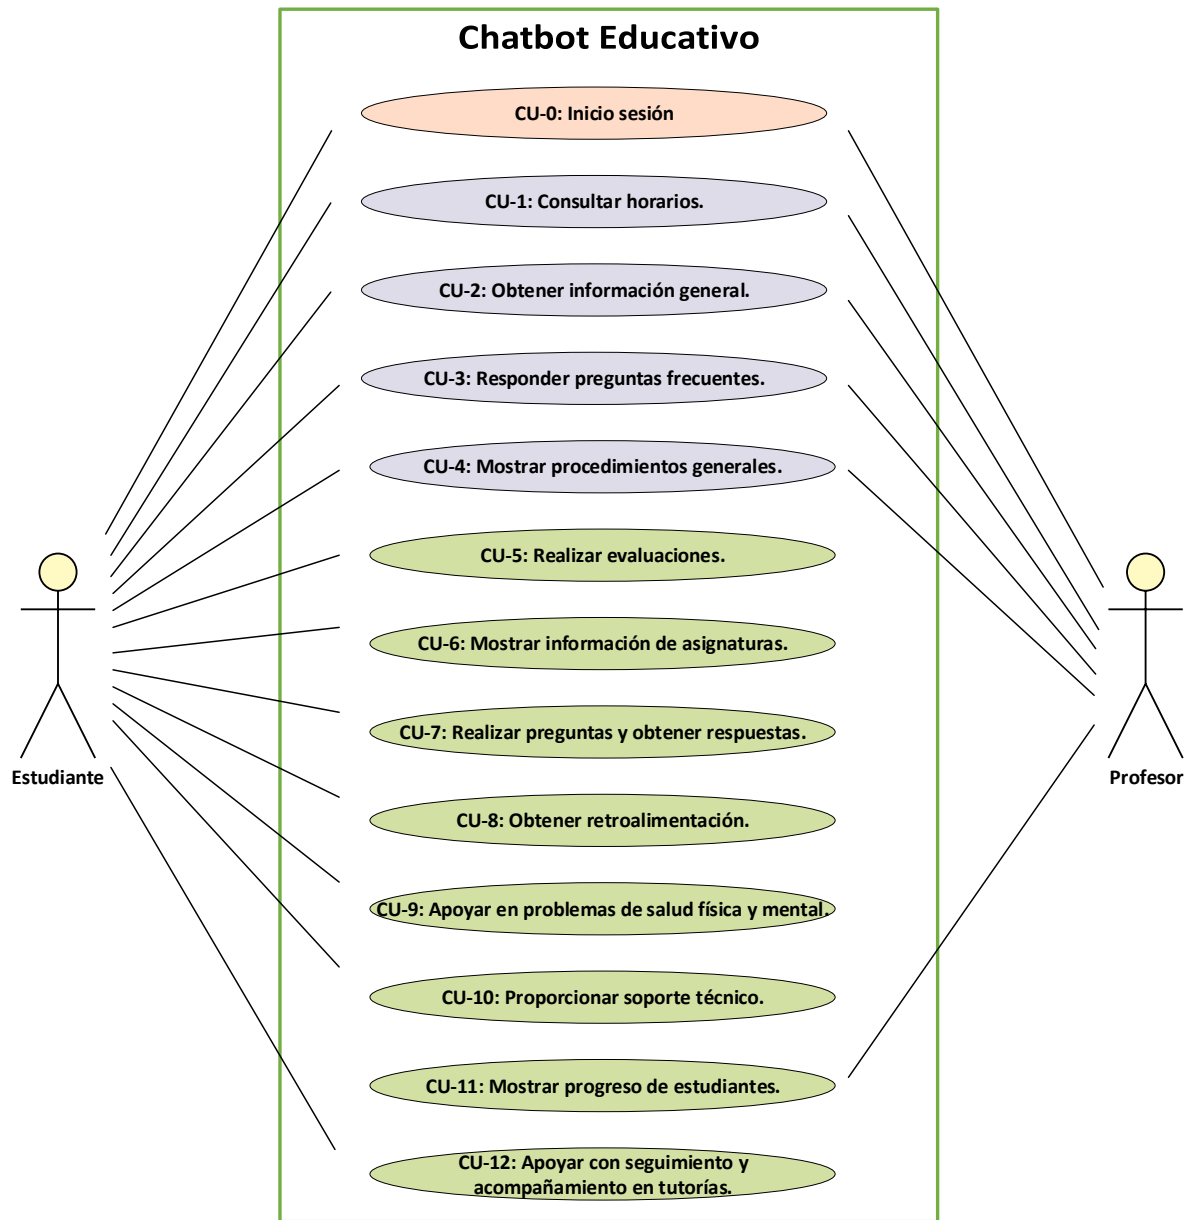 Chatbot Educativo
CU-0: Inicio sesión
CU-1: Consultar horarios.
CU-2: Obtener información general.
CU-3: Responder preguntas frecuentes.
CU-4: Mostrar procedimientos generales.
CU-5: Realizar evaluaciones.
CU-6: Mostrar información de asignaturas.
CU-7: Realizar preguntas y obtener respuestas.
Estudiante
Profesor
CU-8: Obtener retroalimentación.
CU-9: Apoyar en problemas de salud física y mental.
CU-10: Proporcionar soporte técnico.
CU-11: Mostrar progreso de estudiantes.
CU-12: Apoyar con seguimiento y
acompañamiento en tutorías.